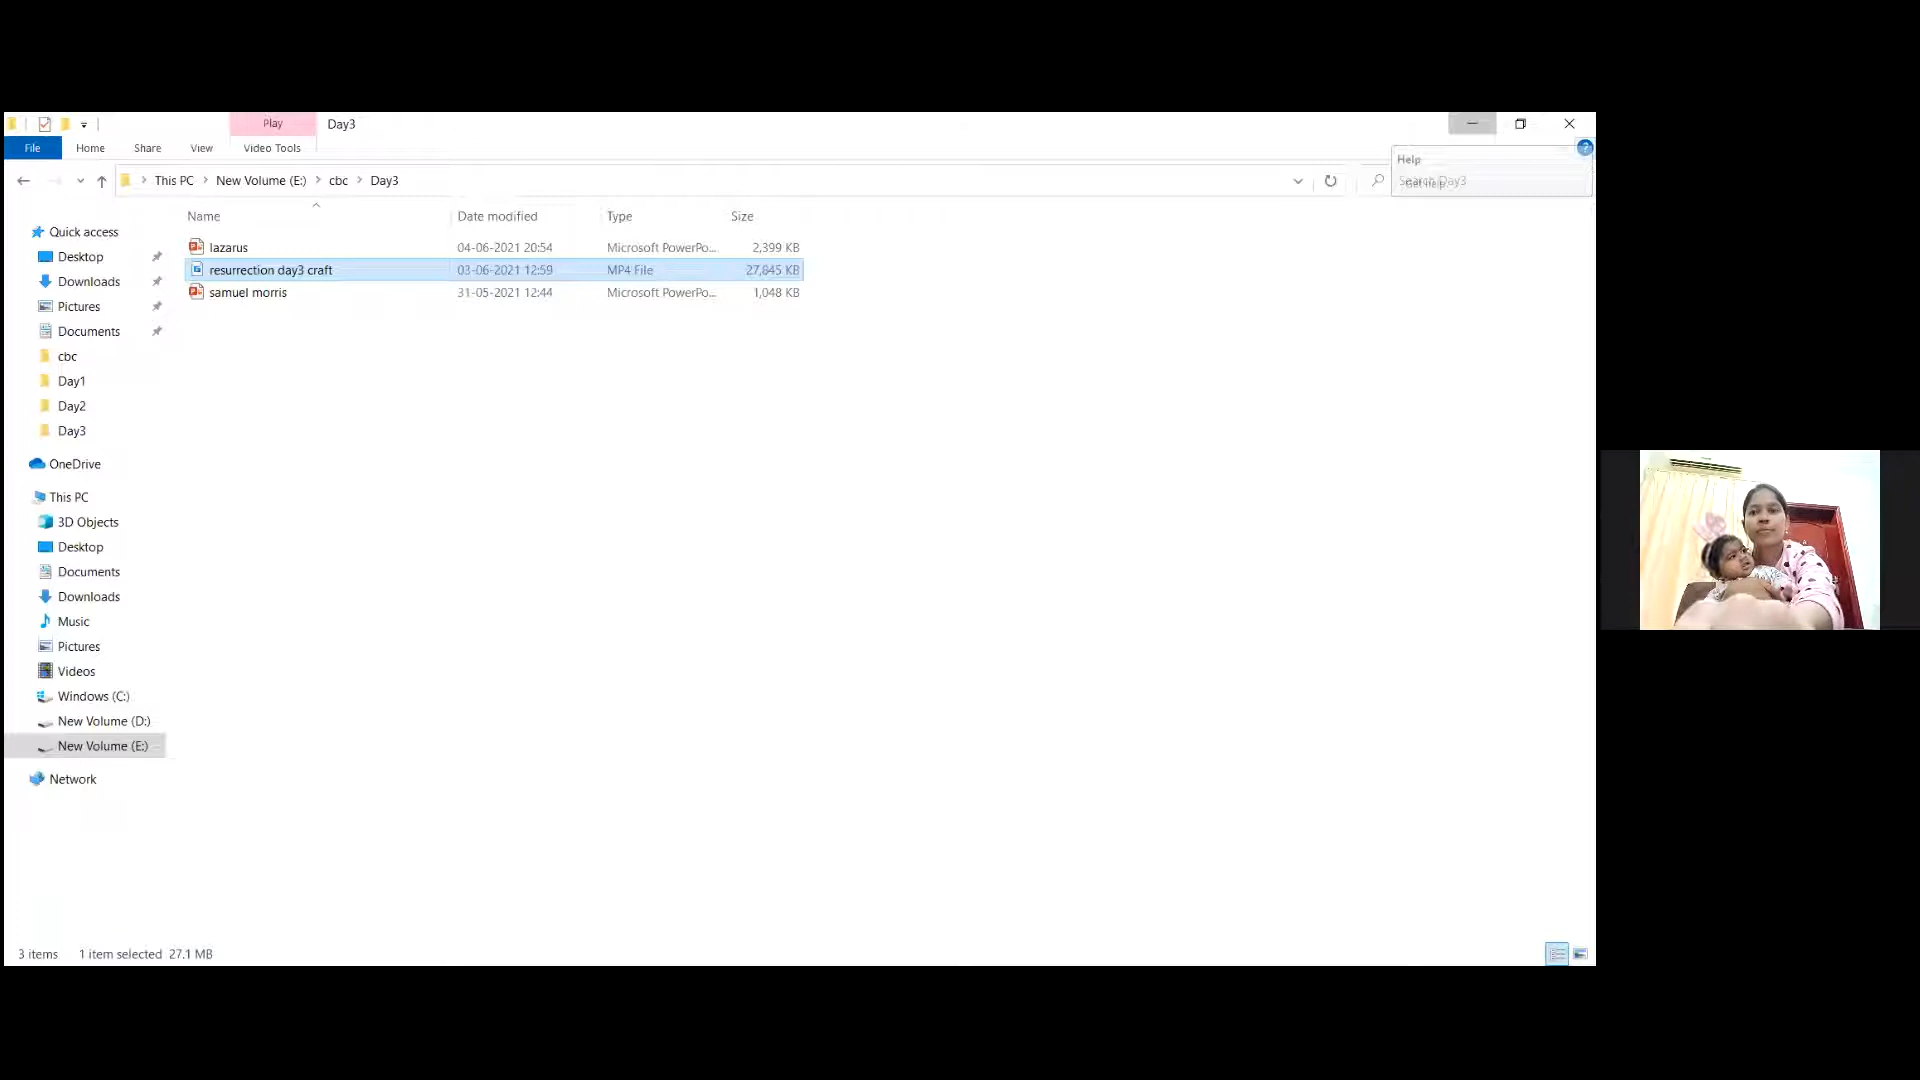 Play Day3
File Home Share View Video Tools
Help
This PC New Volume (E:) cbc Day3 Search Day3
Get help
Name Date modified Type Size
Quick access
lazarus 04-06-2021 20:54 Microsoft PowerPo... 2,399 KB
Desktop
resurrection day3 craft 03-06-2021 12:59 MP4 File 27,845 KB
Downloads
samuel morris 31-05-2021 12:44 Microsoft PowerPo... 1,048 KB
Pictures
Documents
cbc
Day1
Day2
Day3
OneDrive
This PC
3D Objects
Desktop
Documents
Downloads
Music
Pictures
Videos
Windows (C:)
New Volume (D:)
New Volume (E:)
Network
3 items 1 item selected 27.1 MB